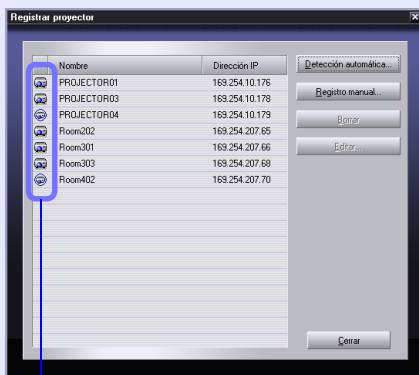 Registrar proyector
Nombre Dirección IP
PROJECTOR01 169.254.10.176
PROJECTOR03 169.254.10.178
PROJECTOR04 169.254.10.179
Room202 169.254.207.65
Room301 169.254.207.66
Room303 169.254.207.68
Room402 169.254.207.70
Detección automática...
Registro manual...
Borrar
Editar...
Cerrar